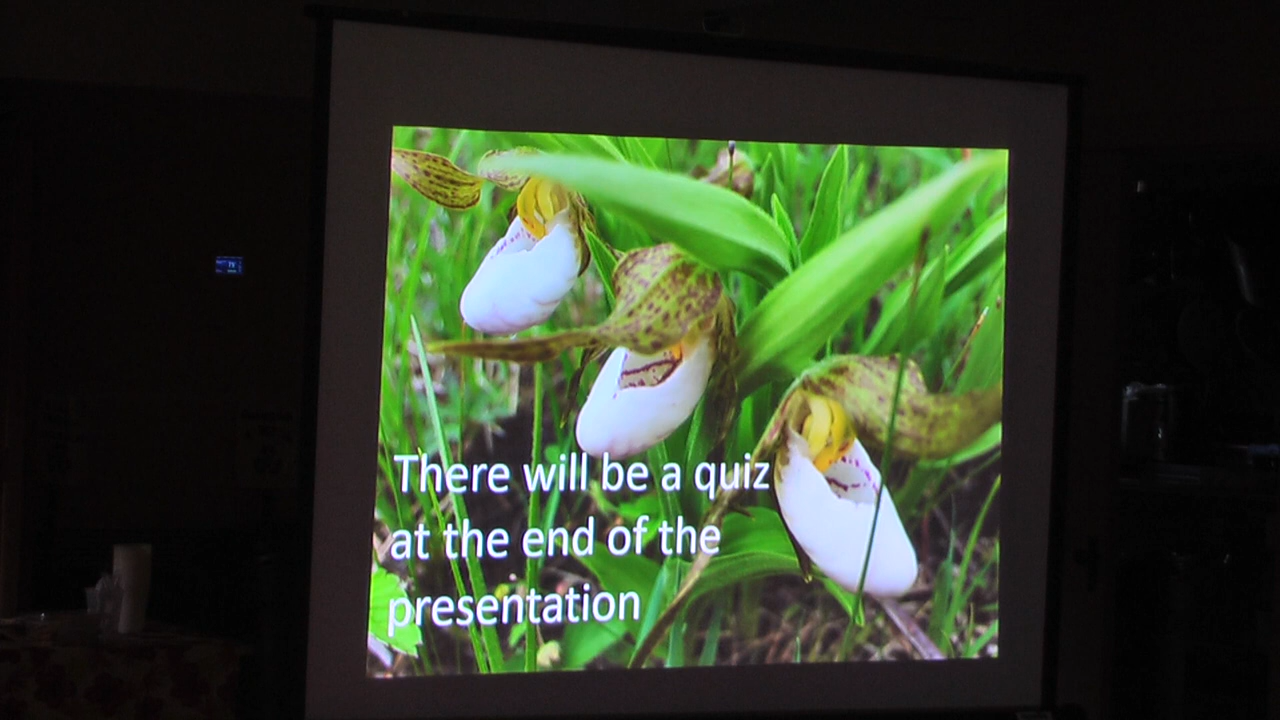 There will be a quiz
at the end of the
presentation